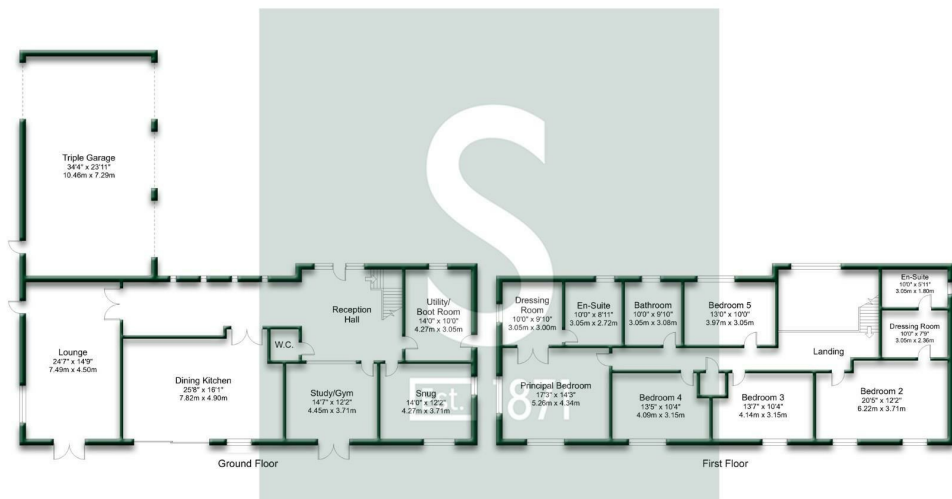 Triple Garage
34'4" x 23'11"
10.46m x 7.29m
Lounge
24'7" x 14'9"
7.49m x 4.50m
Dining Kitchen
25'8" x 16'1"
7.82m x 4.90m
W.C.
Reception
Hall
Utility/
Boot Room
14'0" x 10'0"
4.27m x 3.05m
Study/Gym
14'7" x 12'2"
4.45m x 3.71m
Snug
14'0" x 12'2"
4.27m x 3.71m
Ground Floor
S
Est. 1871
Dressing
Room
10'0" x 9'10"
3.05m x 3.00m
En-Suite
10'0" x 8'11"
3.05m x 2.72m
Bathroom
10'0" x 9'10"
3.05m x 3.08m
Bedroom 5
13'0" x 10'0"
3.97m x 3.05m
En-Suite
10'0" x 5'11"
3.05m x 1.80m
Dressing Room
10'0" x 7'9"
3.05m x 2.36m
Landing
Principal Bedroom
17'3" x 14'3"
5.26m x 4.34m
Bedroom 4
13'5" x 10'4"
4.09m x 3.15m
Bedroom 3
13'7" x 10'4"
4.14m x 3.15m
Bedroom 2
20'5" x 12'2"
6.22m x 3.71m
First Floor